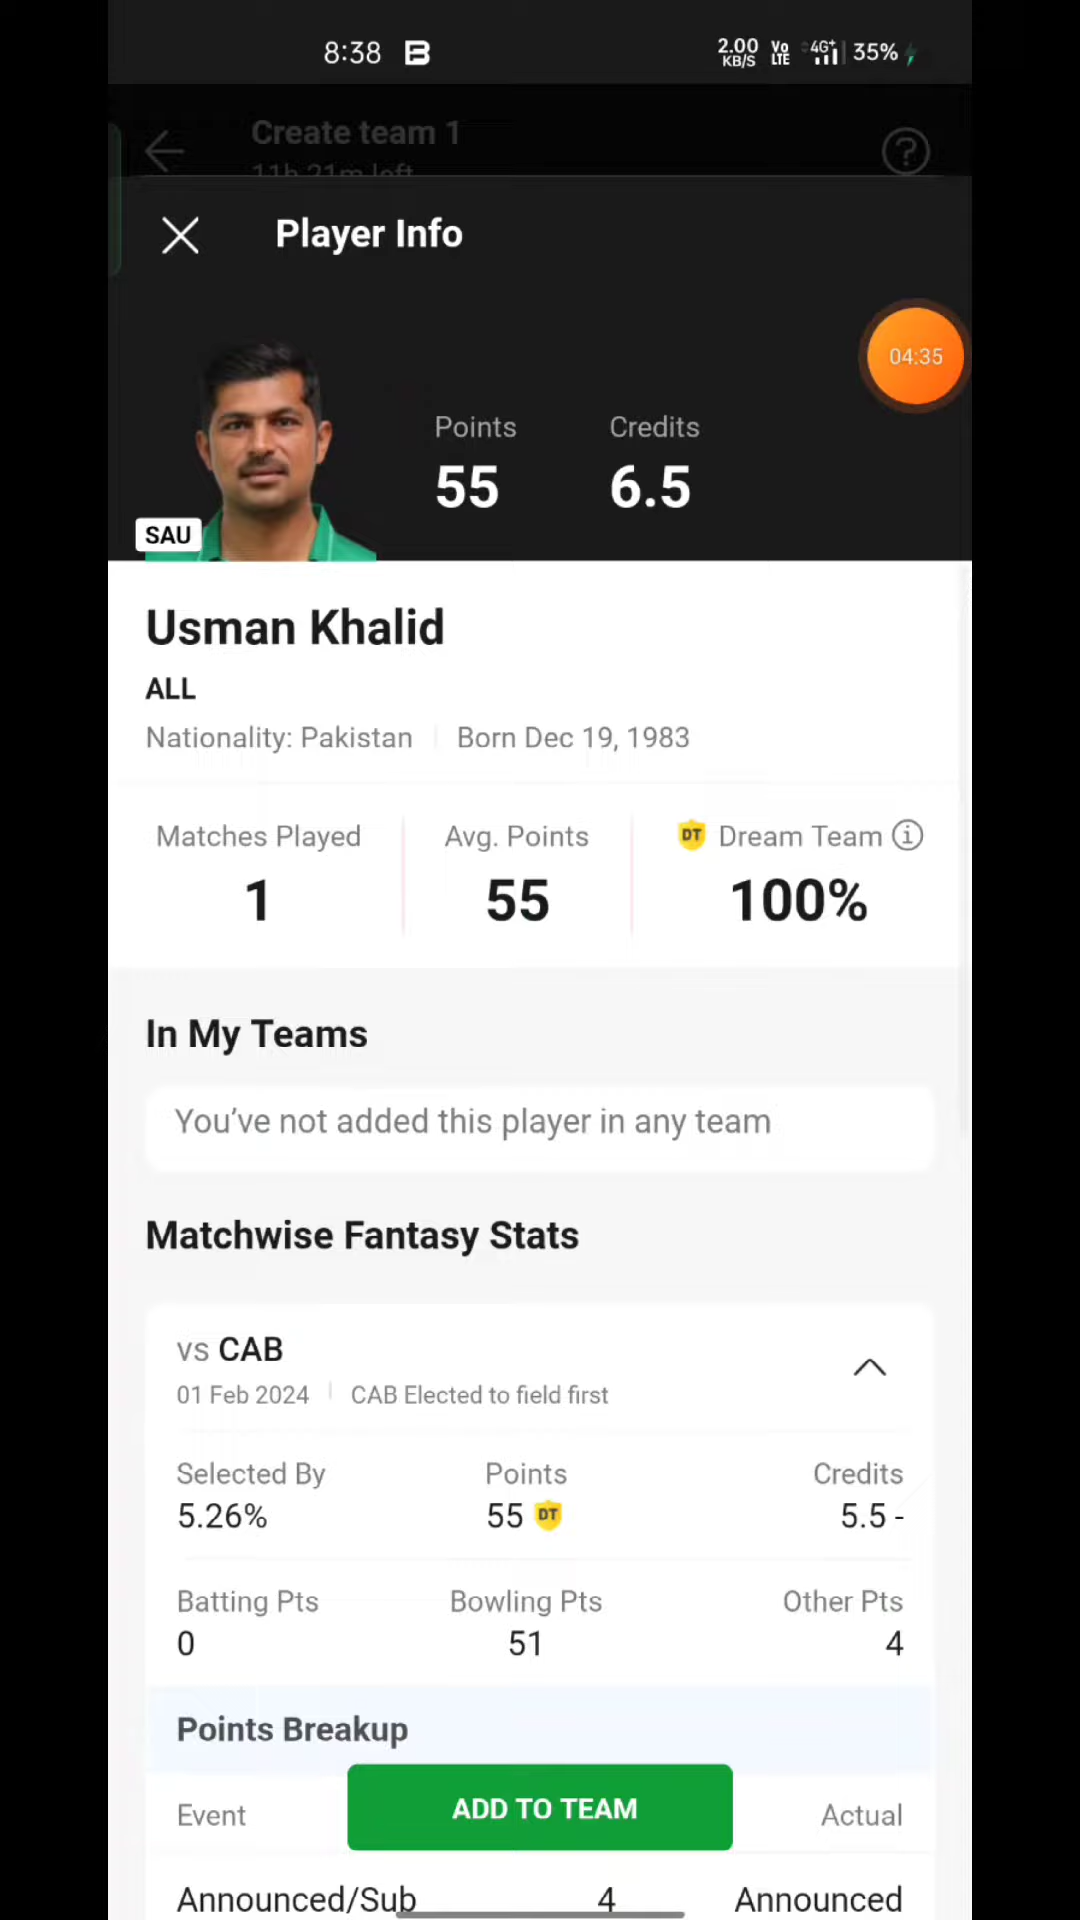 8:38 2.00 KB/S Vo LTE 4G+ 35%
Create team 1
11h 21m left
Player Info
04:35
Points Credits
55 6.5
SAU
Usman Khalid
ALL
Nationality: Pakistan Born Dec 19, 1983
Matches Played Avg. Points DT Dream Team
1 55 100%
In My Teams
You’ve not added this player in any team
Matchwise Fantasy Stats
vs CAB
01 Feb 2024 CAB Elected to field first
Selected By Points Credits
5.26% 55 DT 5.5 -
Batting Pts Bowling Pts Other Pts
0 51 4
Points Breakup
Event ADD TO TEAM Actual
Announced/Sub 4 Announced